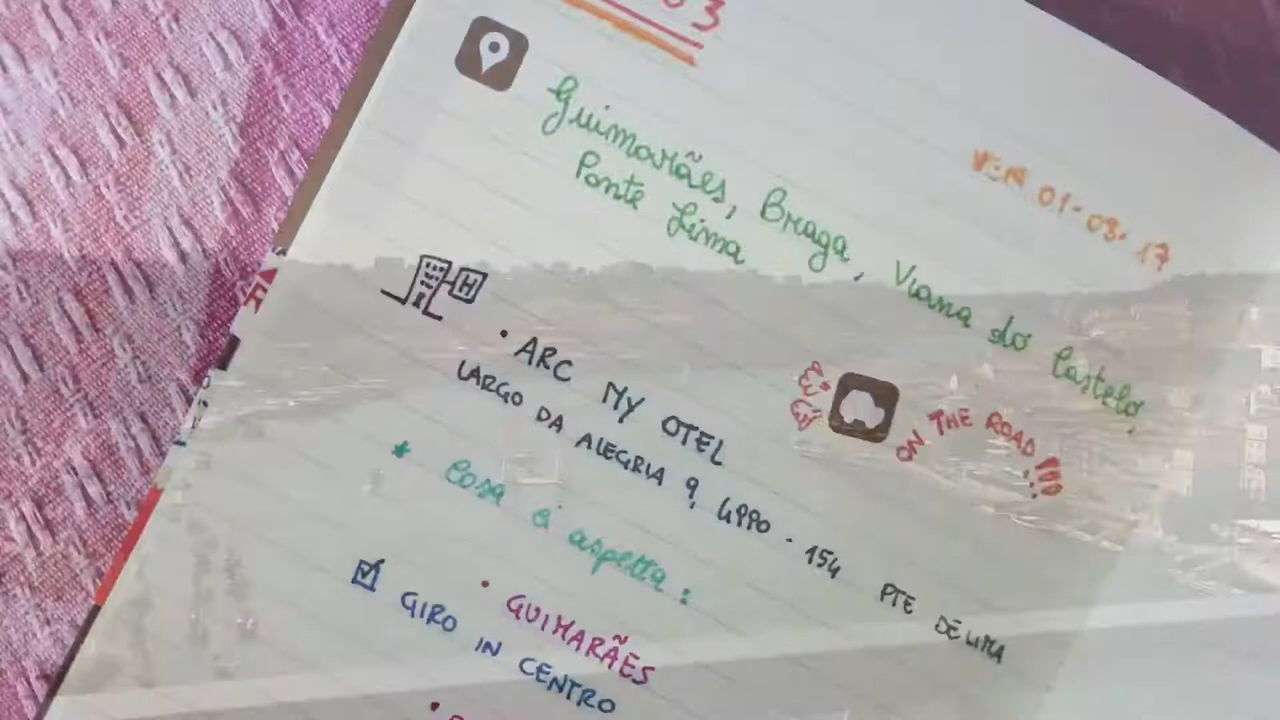 Guimarães, Braga, Viana do Castelo,
Ponte Lima
VEN 01-09-17
H
• ARC MY OTEL
LARGO DA ALEGRIA 9, 4990 - 154 PTE DE LIMA
ON THE ROAD!!!
* Cosa ci aspetta:
• GUIMARÃES
GIRO IN CENTRO